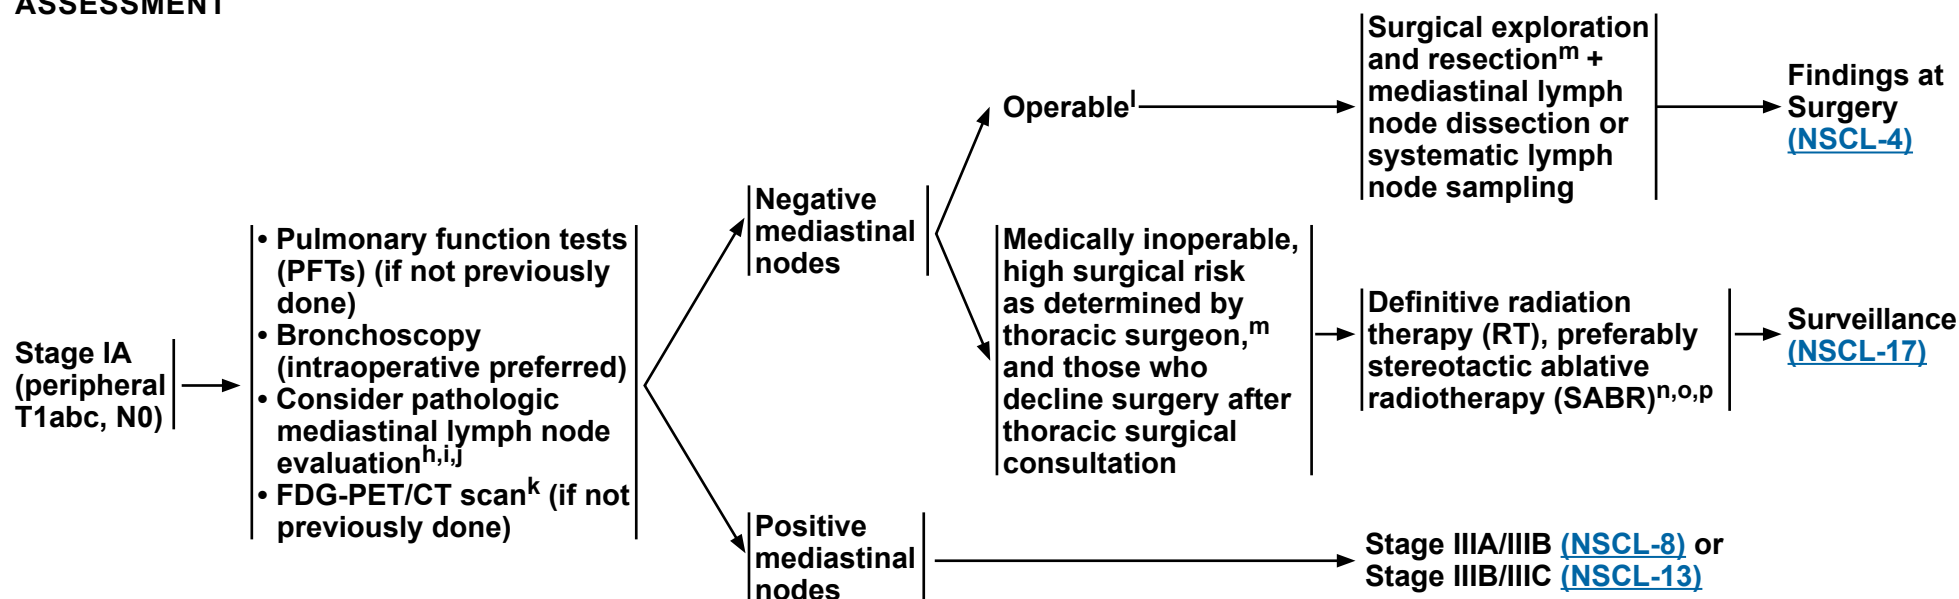 ASSESSMENT
Stage IA
(peripheral
T1abc, N0)
• Pulmonary function tests
(PFTs) (if not previously
done)
• Bronchoscopy
(intraoperative preferred)
• Consider pathologic
mediastinal lymph node
evaluationh,i,j
• FDG-PET/CT scank (if not
previously done)
Negative
mediastinal
nodes
Operablel
Surgical exploration
and resectionm +
mediastinal lymph
node dissection or
systematic lymph
node sampling
Findings at
Surgery
(NSCL-4)
Medically inoperable,
high surgical risk
as determined by
thoracic surgeon,m
and those who
decline surgery after
thoracic surgical
consultation
Definitive radiation
therapy (RT), preferably
stereotactic ablative
radiotherapy (SABR)n,o,p
Surveillance
(NSCL-17)
Positive
mediastinal
nodes
Stage IIIA/IIIB (NSCL-8) or
Stage IIIB/IIIC (NSCL-13)